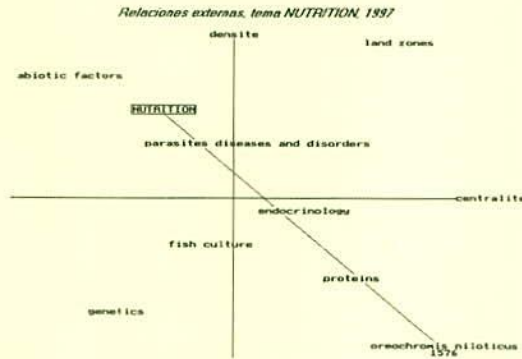 Relaciones externas, tema NUTRITION, 1997
densite
land zones
abiotic factors
NUTRITION
parasites diseases and disorders
centralite
endocrinology
fish culture
proteins
genetics
oreochromis niloticus
1576